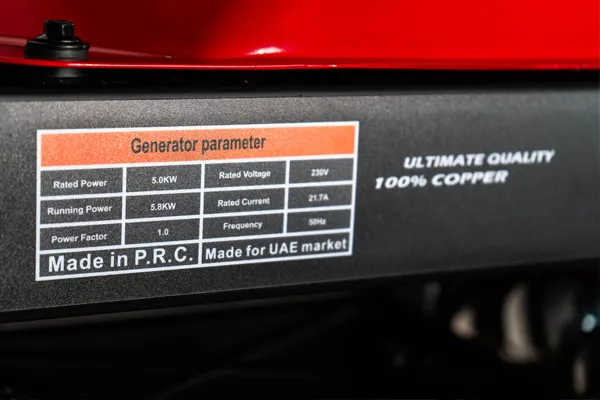 Generator parameter
Rated Power 5.0KW Rated Voltage 230V
Running Power 5.8KW Rated Current 21.7A
Power Factor 1.0 Frequency 50Hz
Made in P.R.C. Made for UAE market
ULTIMATE QUALITY
100% COPPER